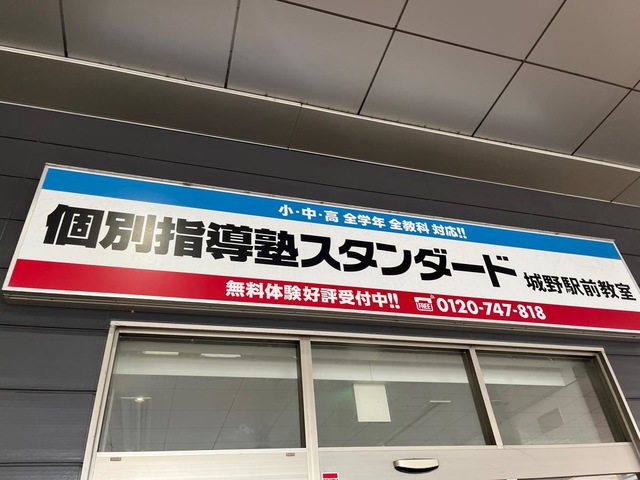 小・中・高 全学年 全教科 対応!!
個別指導塾スタンダード 城野駅前教室
無料体験好評受付中!! FREE 0120-747-818